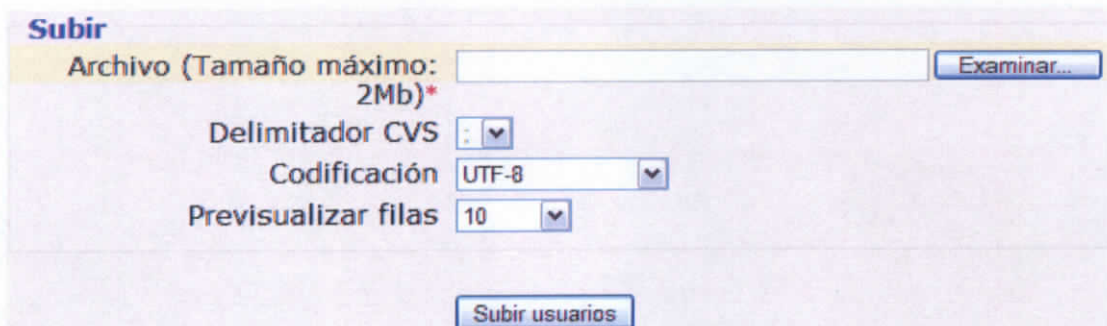 Subir
Archivo (Tamaño máximo: Examinar...
2Mb)*
Delimitador CVS ;
Codificación UTF-8
Previsualizar filas 10
Subir usuarios